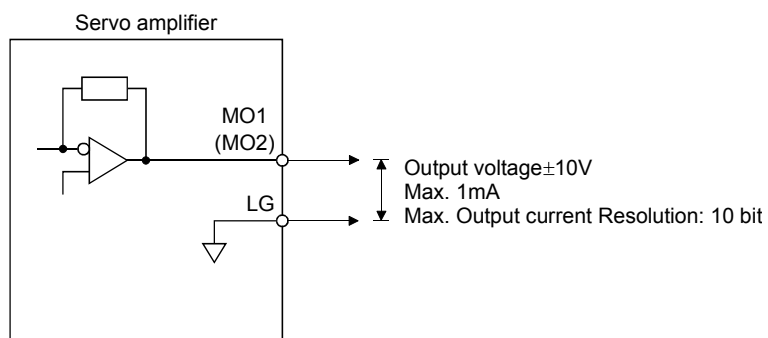 Servo amplifier
MO1
(MO2)
LG
Output voltage±10V
Max. 1mA
Max. Output current Resolution: 10 bit